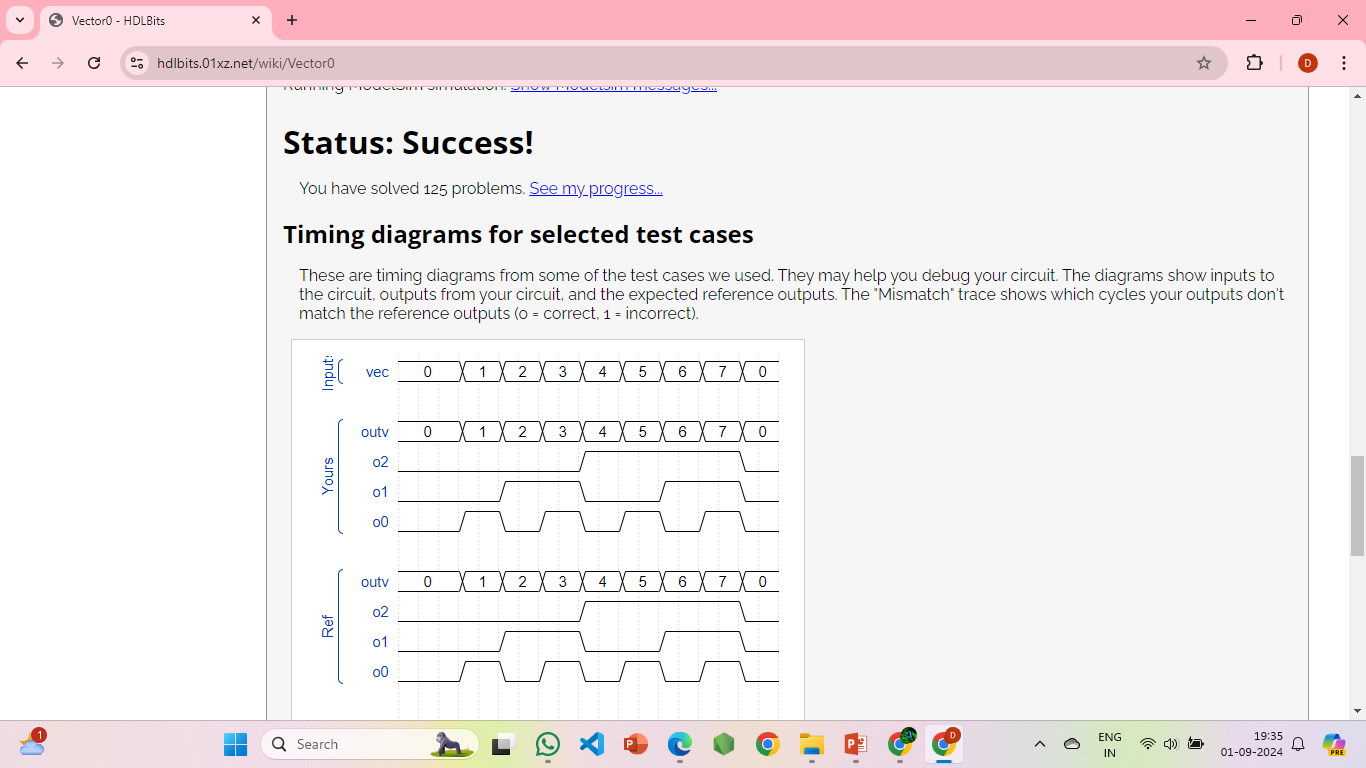 Vector0 - HDLBits
hdlbits.01xz.net/wiki/Vector0
D
Running ModelSim simulation. Show Modelsim messages...
Status: Success!
You have solved 125 problems. See my progress...
Timing diagrams for selected test cases
These are timing diagrams from some of the test cases we used. They may help you debug your circuit. The diagrams show inputs to
the circuit, outputs from your circuit, and the expected reference outputs. The "Mismatch" trace shows which cycles your outputs don't
match the reference outputs (0 = correct, 1 = incorrect).
Inputs
vec 0 1 2 3 4 5 6 7 0
Yours
outv 0 1 2 3 4 5 6 7 0
o2
o1
o0
Ref
outv 0 1 2 3 4 5 6 7 0
o2
o1
o0
1
Search
D
ENG
IN
19:35
01-09-2024
PRE